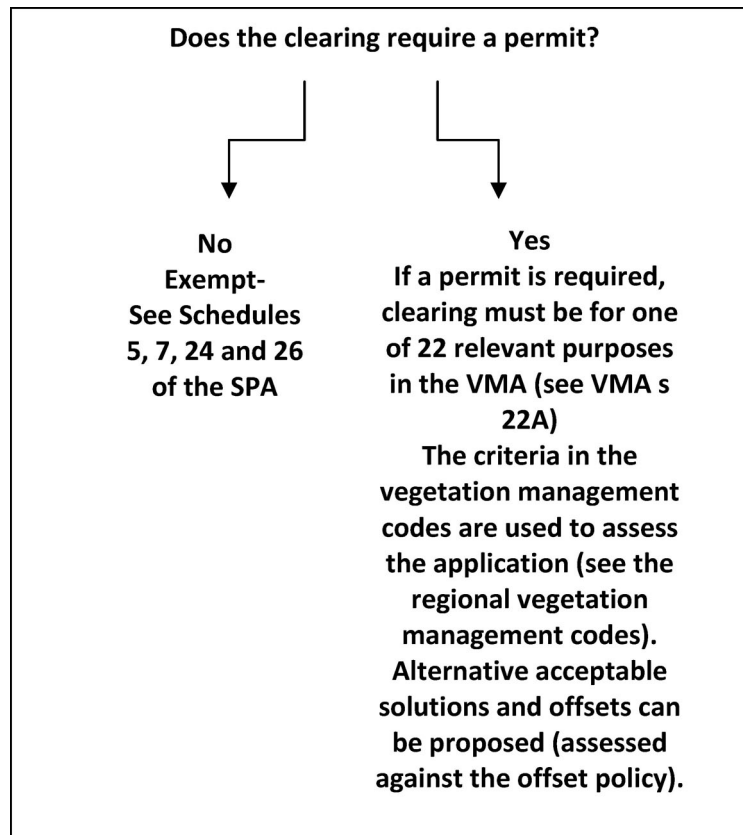 Does the clearing require a permit?
No
Exempt-
See Schedules
5, 7, 24 and 26
of the SPA
Yes
If a permit is required,
clearing must be for one
of 22 relevant purposes
in the VMA (see VMA s
22A)
The criteria in the
vegetation management
codes are used to assess
the application (see the
regional vegetation
management codes).
Alternative acceptable
solutions and offsets can
be proposed (assessed
against the offset policy).